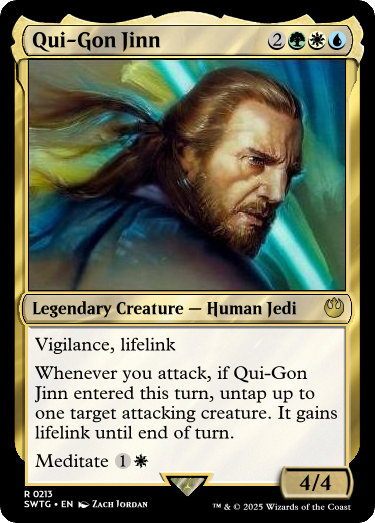 Qui-Gon Jinn 2
Legendary Creature — Human Jedi
Vigilance, lifelink
Whenever you attack, if Qui-Gon
Jinn entered this turn, untap up to
one target attacking creature. It gains
lifelink until end of turn.
Meditate 1
4/4
R 0213
SWTG • EN Zach Jordan
™ & © 2025 Wizards of the Coast